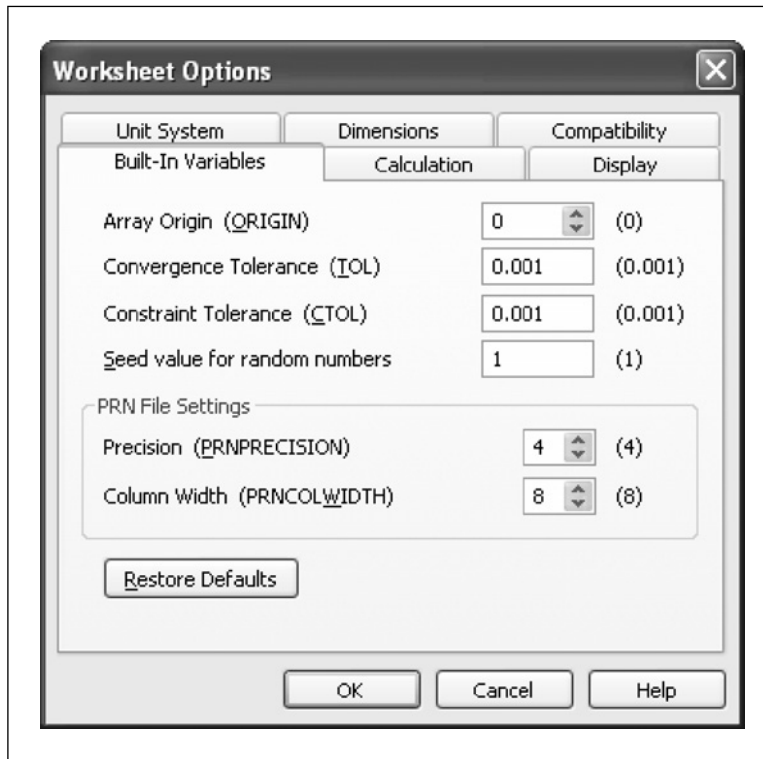 Worksheet Options
Unit System Dimensions Compatibility
Built-In Variables Calculation Display
Array Origin (ORIGIN) 0 (0)
Convergence Tolerance (TOL) 0.001 (0.001)
Constraint Tolerance (CTOL) 0.001 (0.001)
Seed value for random numbers 1 (1)
PRN File Settings
Precision (PRNPRECISION) 4 (4)
Column Width (PRNCOLWIDTH) 8 (8)
Restore Defaults
OK Cancel Help